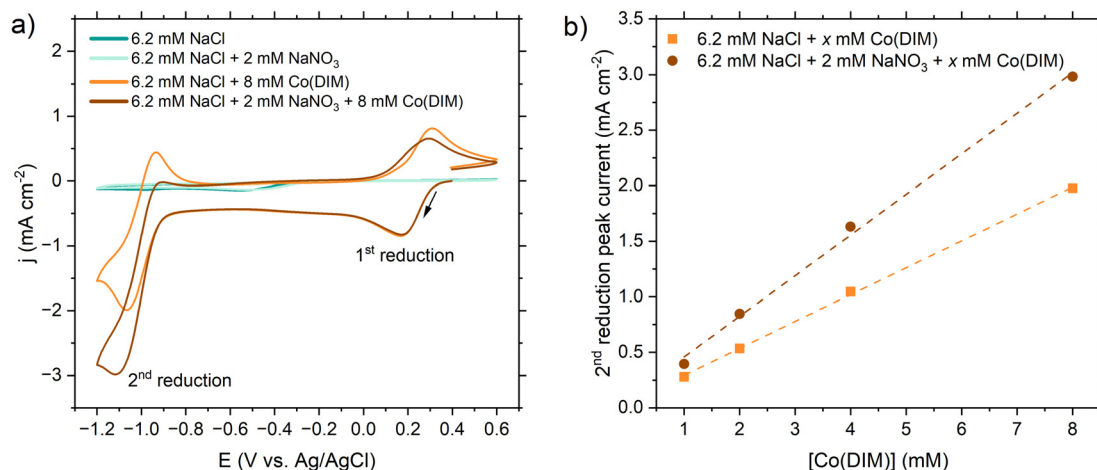 a)
6.2 mM NaCl
6.2 mM NaCl + 2 mM NaNO₃
6.2 mM NaCl + 8 mM Co(DIM)
6.2 mM NaCl + 2 mM NaNO₃ + 8 mM Co(DIM)
2
1
0
−1
−2
−3
j (mA cm⁻²)
1ˢᵗ reduction
2ⁿᵈ reduction
−1.2 −1.0 −0.8 −0.6 −0.4 −0.2 0.0 0.2 0.4 0.6
E (V vs. Ag/AgCl)
b)
6.2 mM NaCl + x mM Co(DIM)
6.2 mM NaCl + 2 mM NaNO₃ + x mM Co(DIM)
3.5
3.0
2.5
2.0
1.5
1.0
0.5
0.0
2ⁿᵈ reduction peak current (mA cm⁻²)
1 2 3 4 5 6 7 8
[Co(DIM)] (mM)